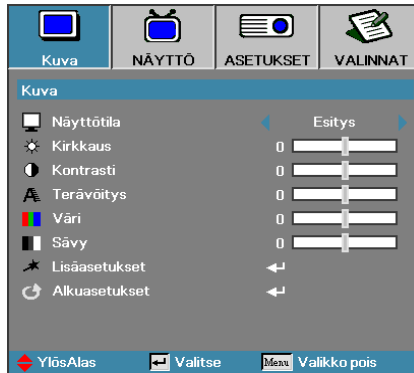 Kuva NÄYTTÖ ASETUKSET VALINNAT
Kuva
Näyttötila Esitys
Kirkkaus 0
Kontrasti 0
Terävöitys 0
Väri 0
Sävy 0
Lisäasetukset
Alkuasetukset
YlösAlas Valitse Menu Valikko pois